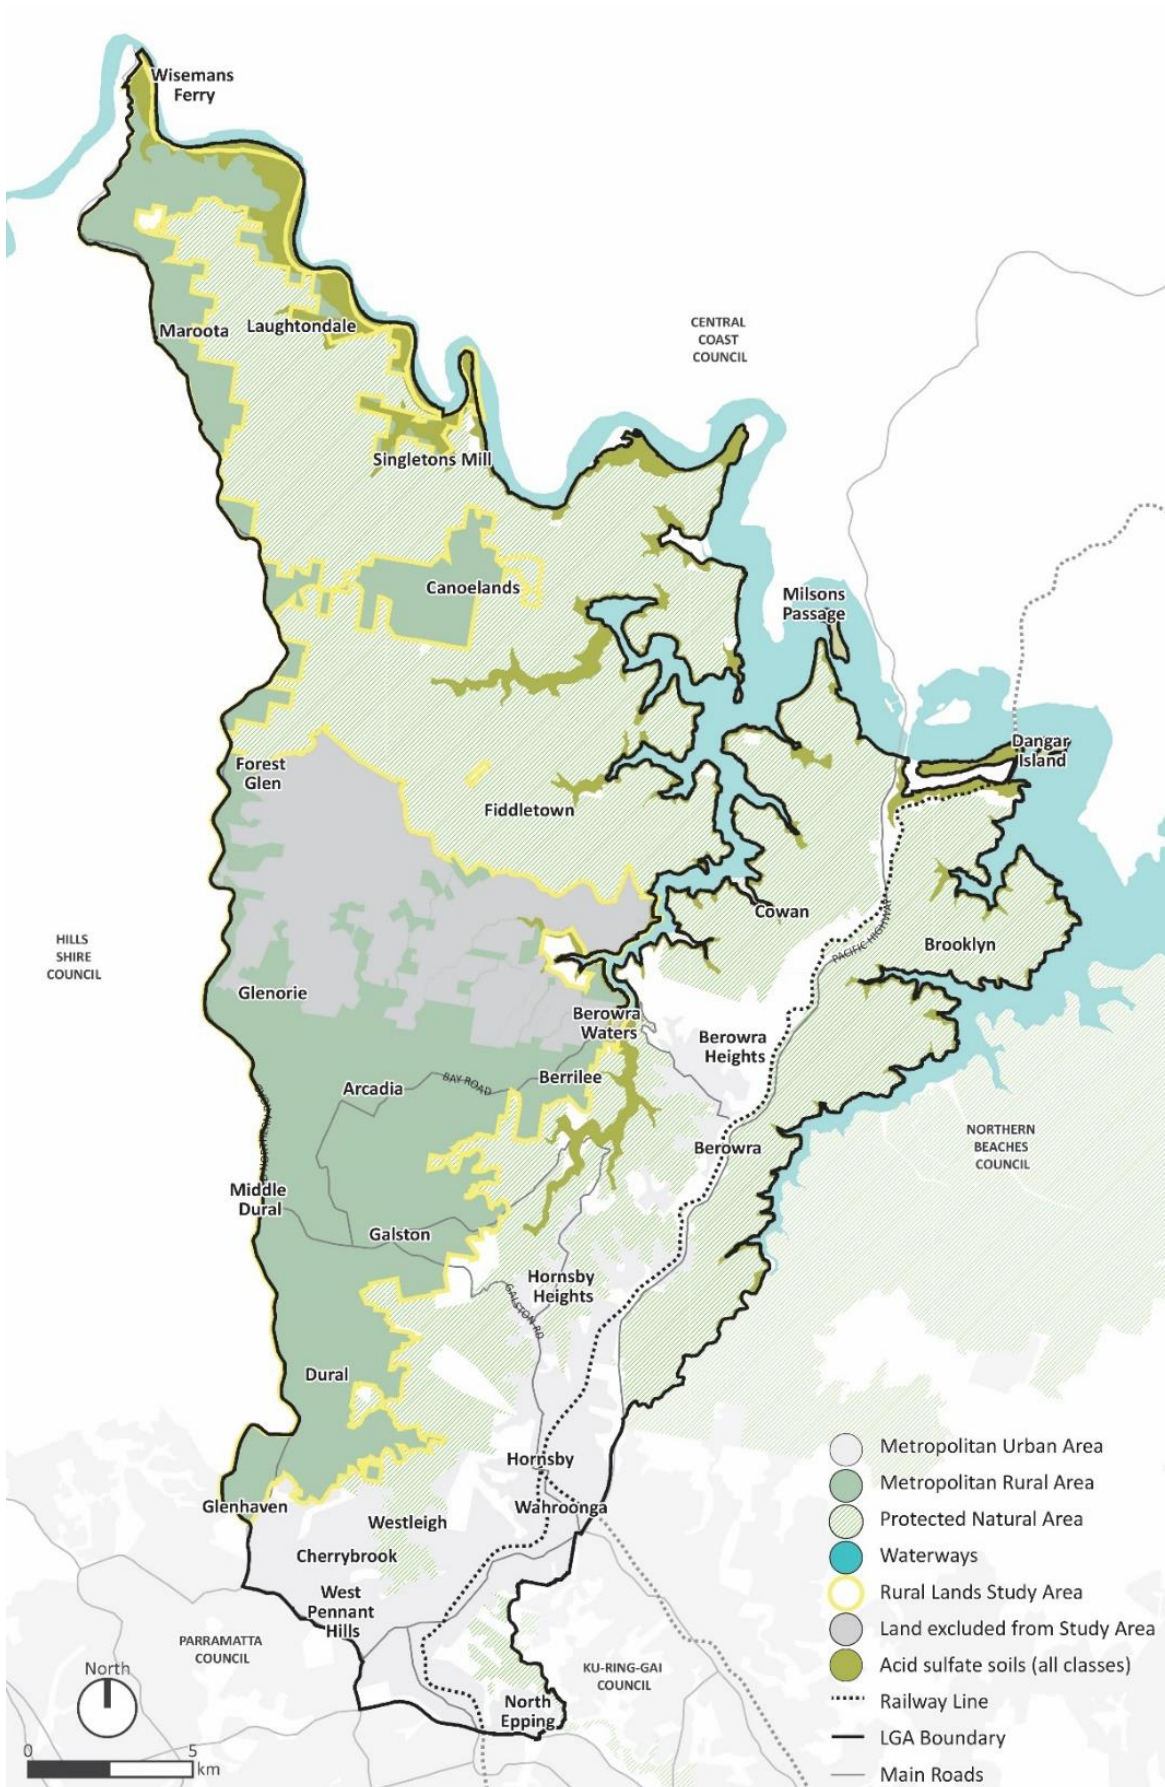 Wisemans
Ferry
Maroota
Laughtondale
CENTRAL
COAST
COUNCIL
Singletons Mill
Canoelands
Milsons
Passage
Forest
Glen
Dangar
Island
Fiddletown
Cowan
PACIFIC HIGHWAY
Brooklyn
HILLS
SHIRE
COUNCIL
Glenorie
Berowra
Waters
Berowra
Heights
Berrilee
BAY ROAD
Arcadia
NORTHERN
BEACHES
COUNCIL
Berowra
Middle
Dural
Galston
Hornsby
Heights
GALSTON RD
Dural
Hornsby
Glenhaven
Wahroonga
Westleigh
Cherrybrook
West
Pennant
Hills
PARRAMATTA
COUNCIL
KU-RING-GAI
COUNCIL
North
Epping
North
0 5
km
Metropolitan Urban Area
Metropolitan Rural Area
Protected Natural Area
Waterways
Rural Lands Study Area
Land excluded from Study Area
Acid sulfate soils (all classes)
Railway Line
LGA Boundary
Main Roads